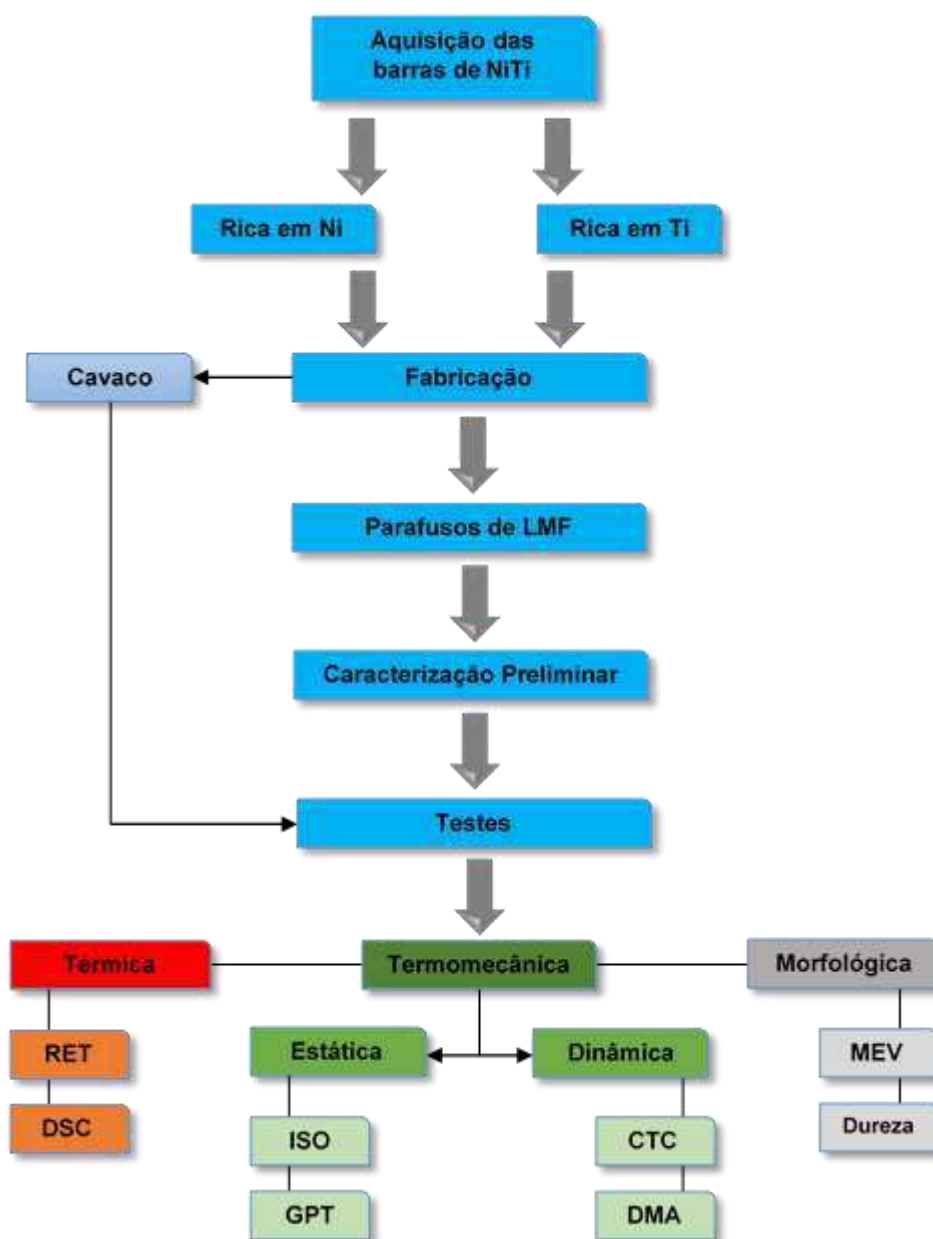 Aquisição das
barras de NiTi
Rica em Ni
Rica em Ti
Cavaco
Fabricação
Parafusos de LMF
Caracterização Preliminar
Testes
Térmica
Termomecânica
Morfológica
RET
Estática
Dinâmica
MEV
DSC
ISO
CTC
Dureza
GPT
DMA